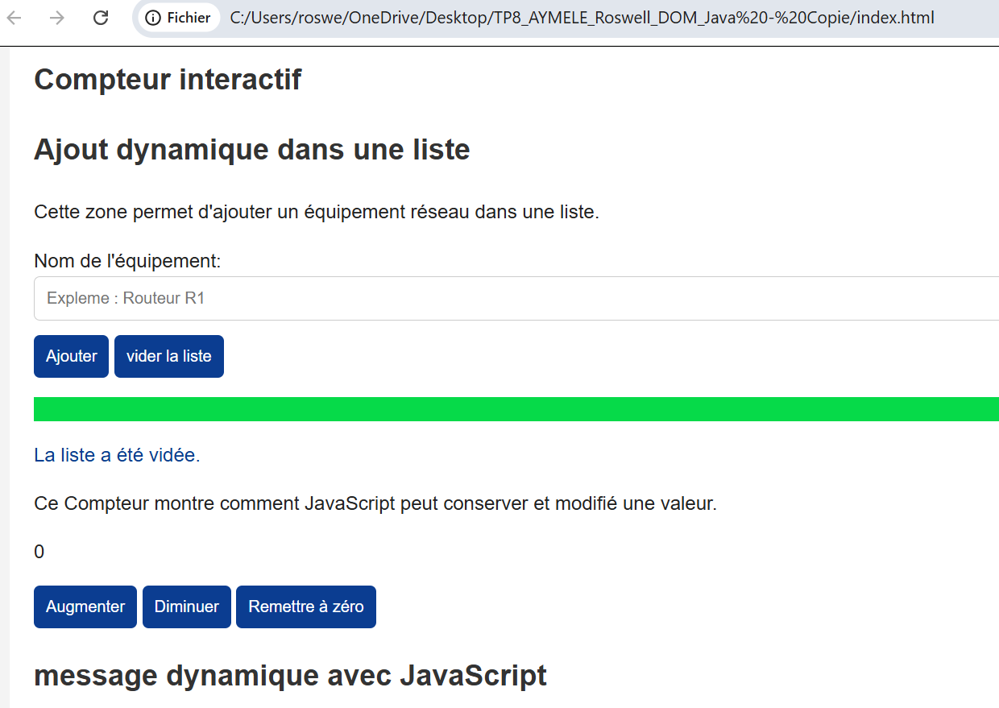 Fichier C:/Users/roswe/OneDrive/Desktop/TP8_AYMELE_Roswell_DOM_Java%20-%20Copie/index.html
Compteur interactif
Ajout dynamique dans une liste
Cette zone permet d'ajouter un équipement réseau dans une liste.
Nom de l'équipement:
Expleme : Routeur R1
Ajouter vider la liste
La liste a été vidée.
Ce Compteur montre comment JavaScript peut conserver et modifié une valeur.
0
Augmenter Diminuer Remettre à zéro
message dynamique avec JavaScript